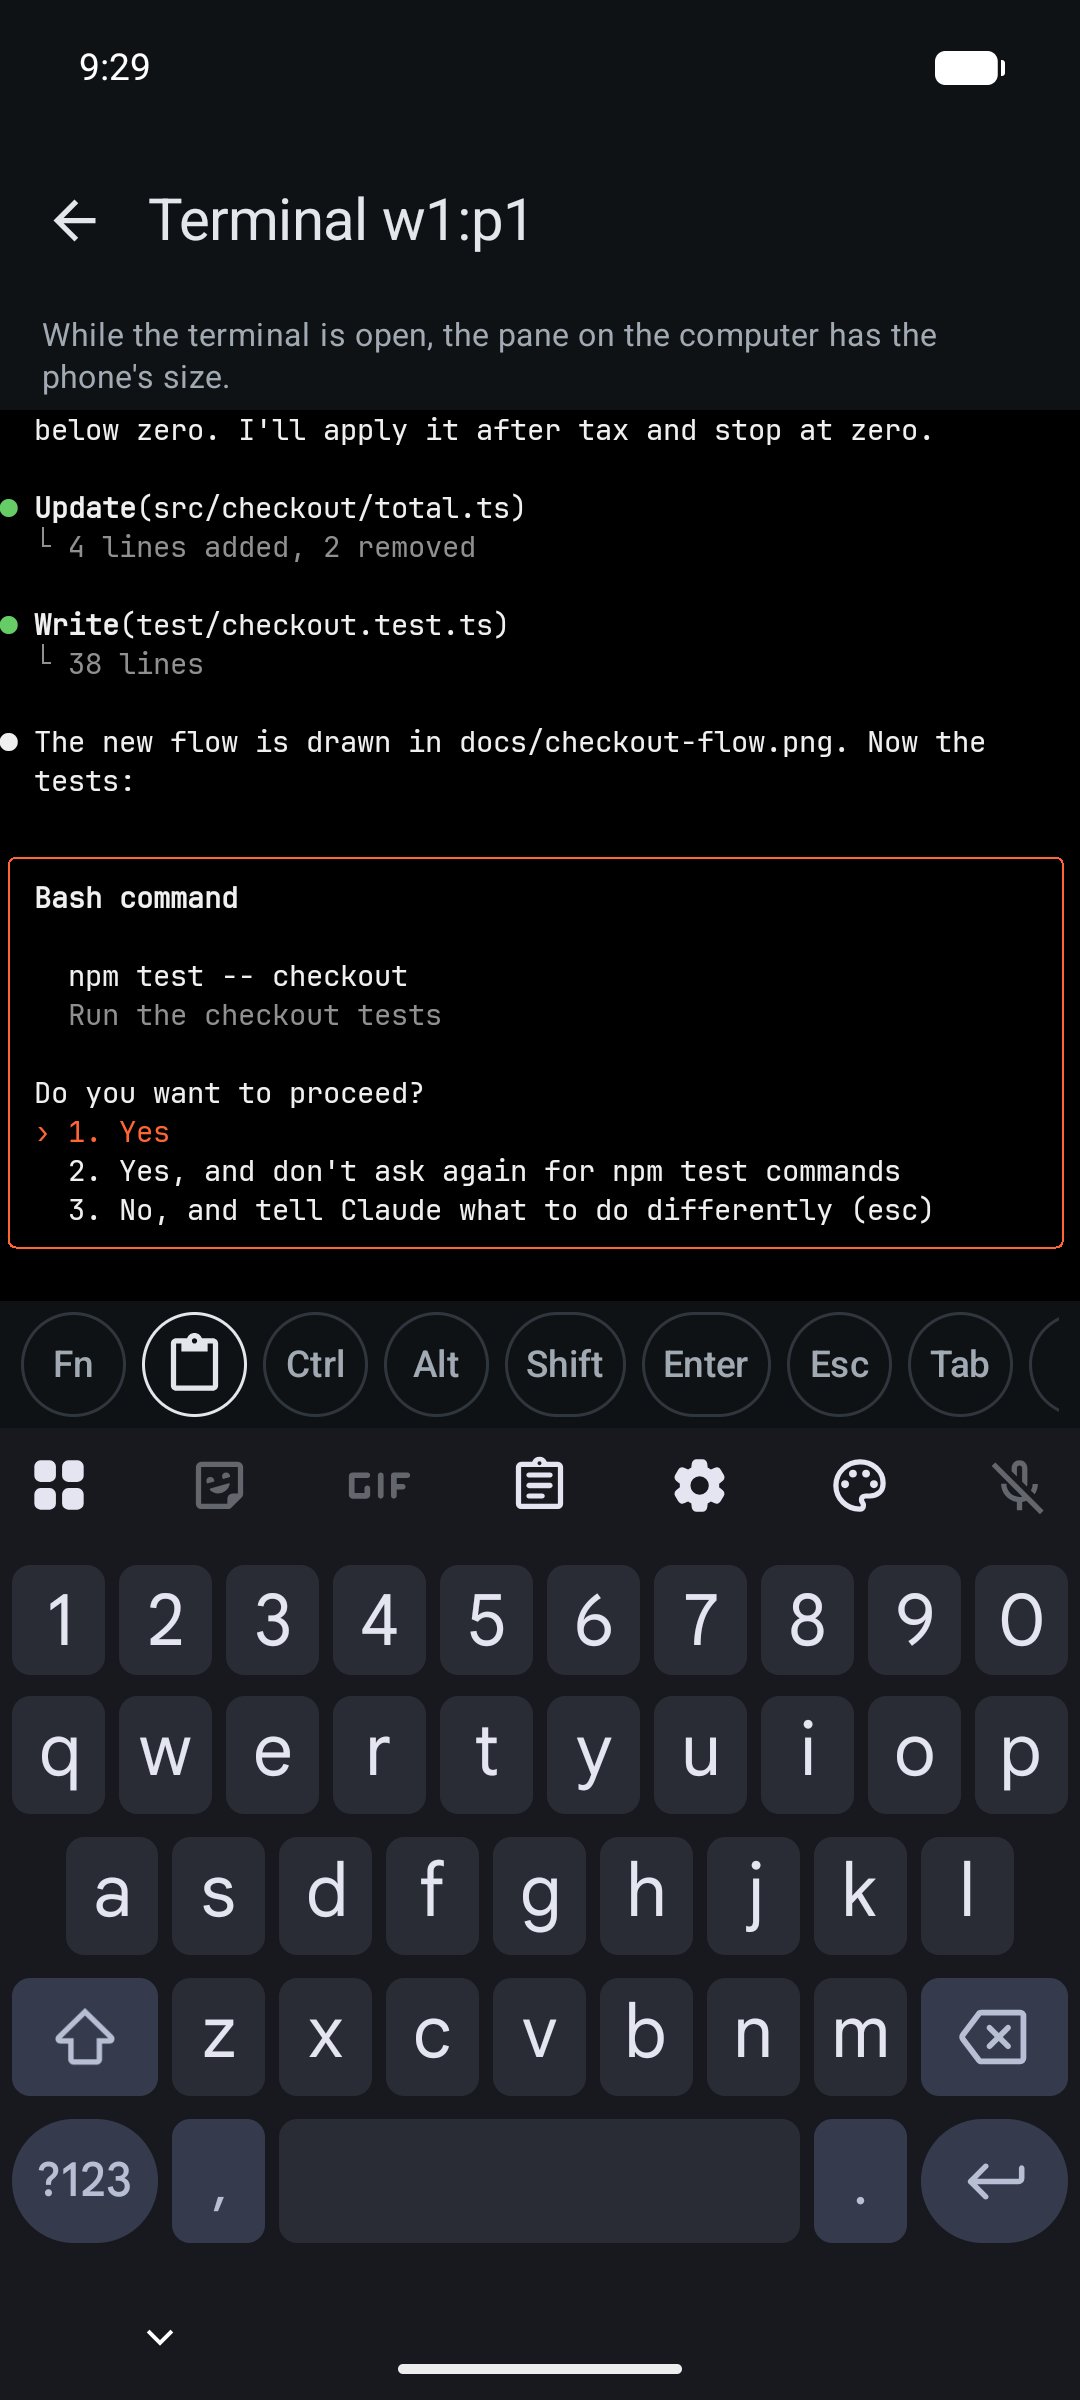 9:29
Terminal w1:p1
While the terminal is open, the pane on the computer has the
phone's size.
below zero. I'll apply it after tax and stop at zero.
Update(src/checkout/total.ts)
4 lines added, 2 removed
Write(test/checkout.test.ts)
38 lines
The new flow is drawn in docs/checkout-flow.png. Now the
tests:
Bash command
npm test -- checkout
Run the checkout tests
Do you want to proceed?
› 1. Yes
2. Yes, and don't ask again for npm test commands
3. No, and tell Claude what to do differently (esc)
Fn Ctrl Alt Shift Enter Esc Tab
GIF
1 2 3 4 5 6 7 8 9 0
q w e r t y u i o p
a s d f g h j k l
z x c v b n m
?123 , .